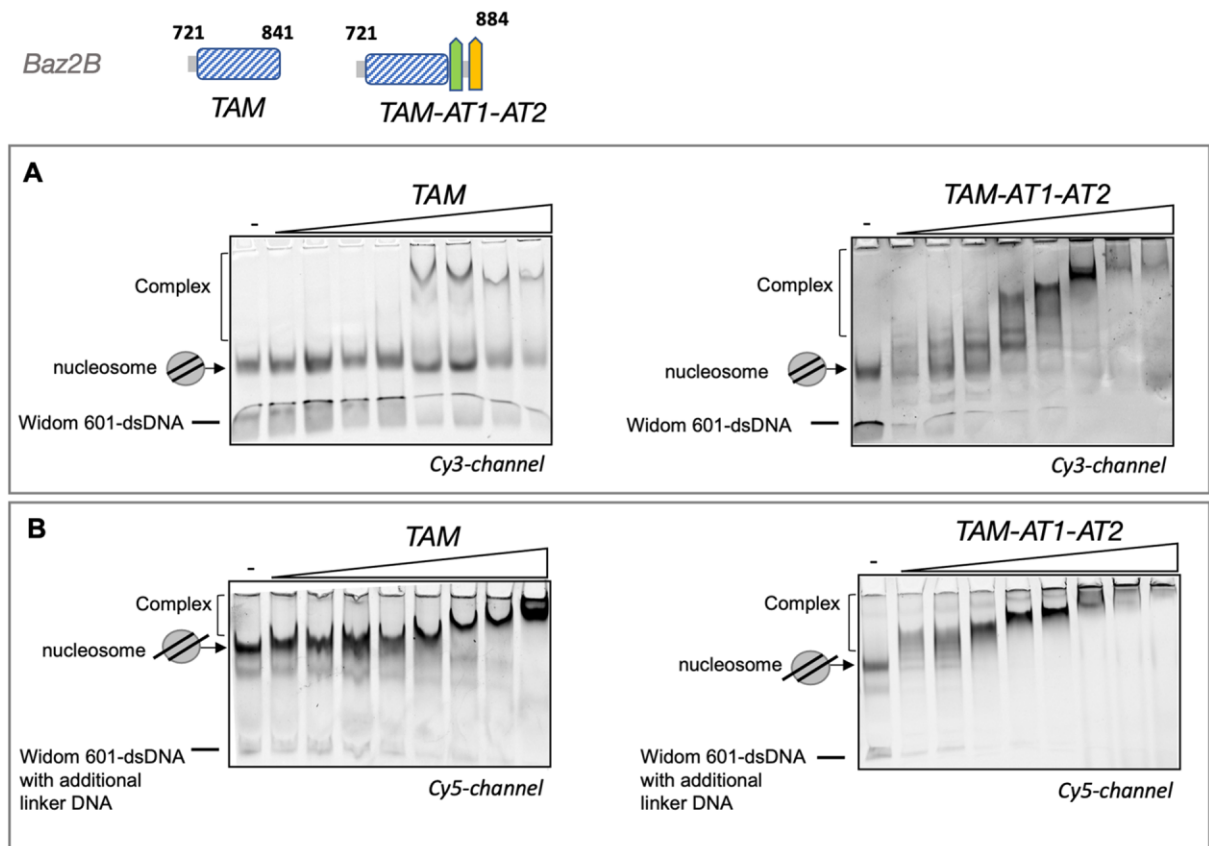 721 841 721 884
Baz2B
TAM TAM-AT1-AT2
A
TAM TAM-AT1-AT2
- -
Complex Complex
nucleosome nucleosome
Widom 601-dsDNA Widom 601-dsDNA
Cy3-channel Cy3-channel
B
TAM TAM-AT1-AT2
- -
Complex Complex
nucleosome nucleosome
Widom 601-dsDNA Widom 601-dsDNA
with additional with additional
linker DNA linker DNA
Cy5-channel Cy5-channel